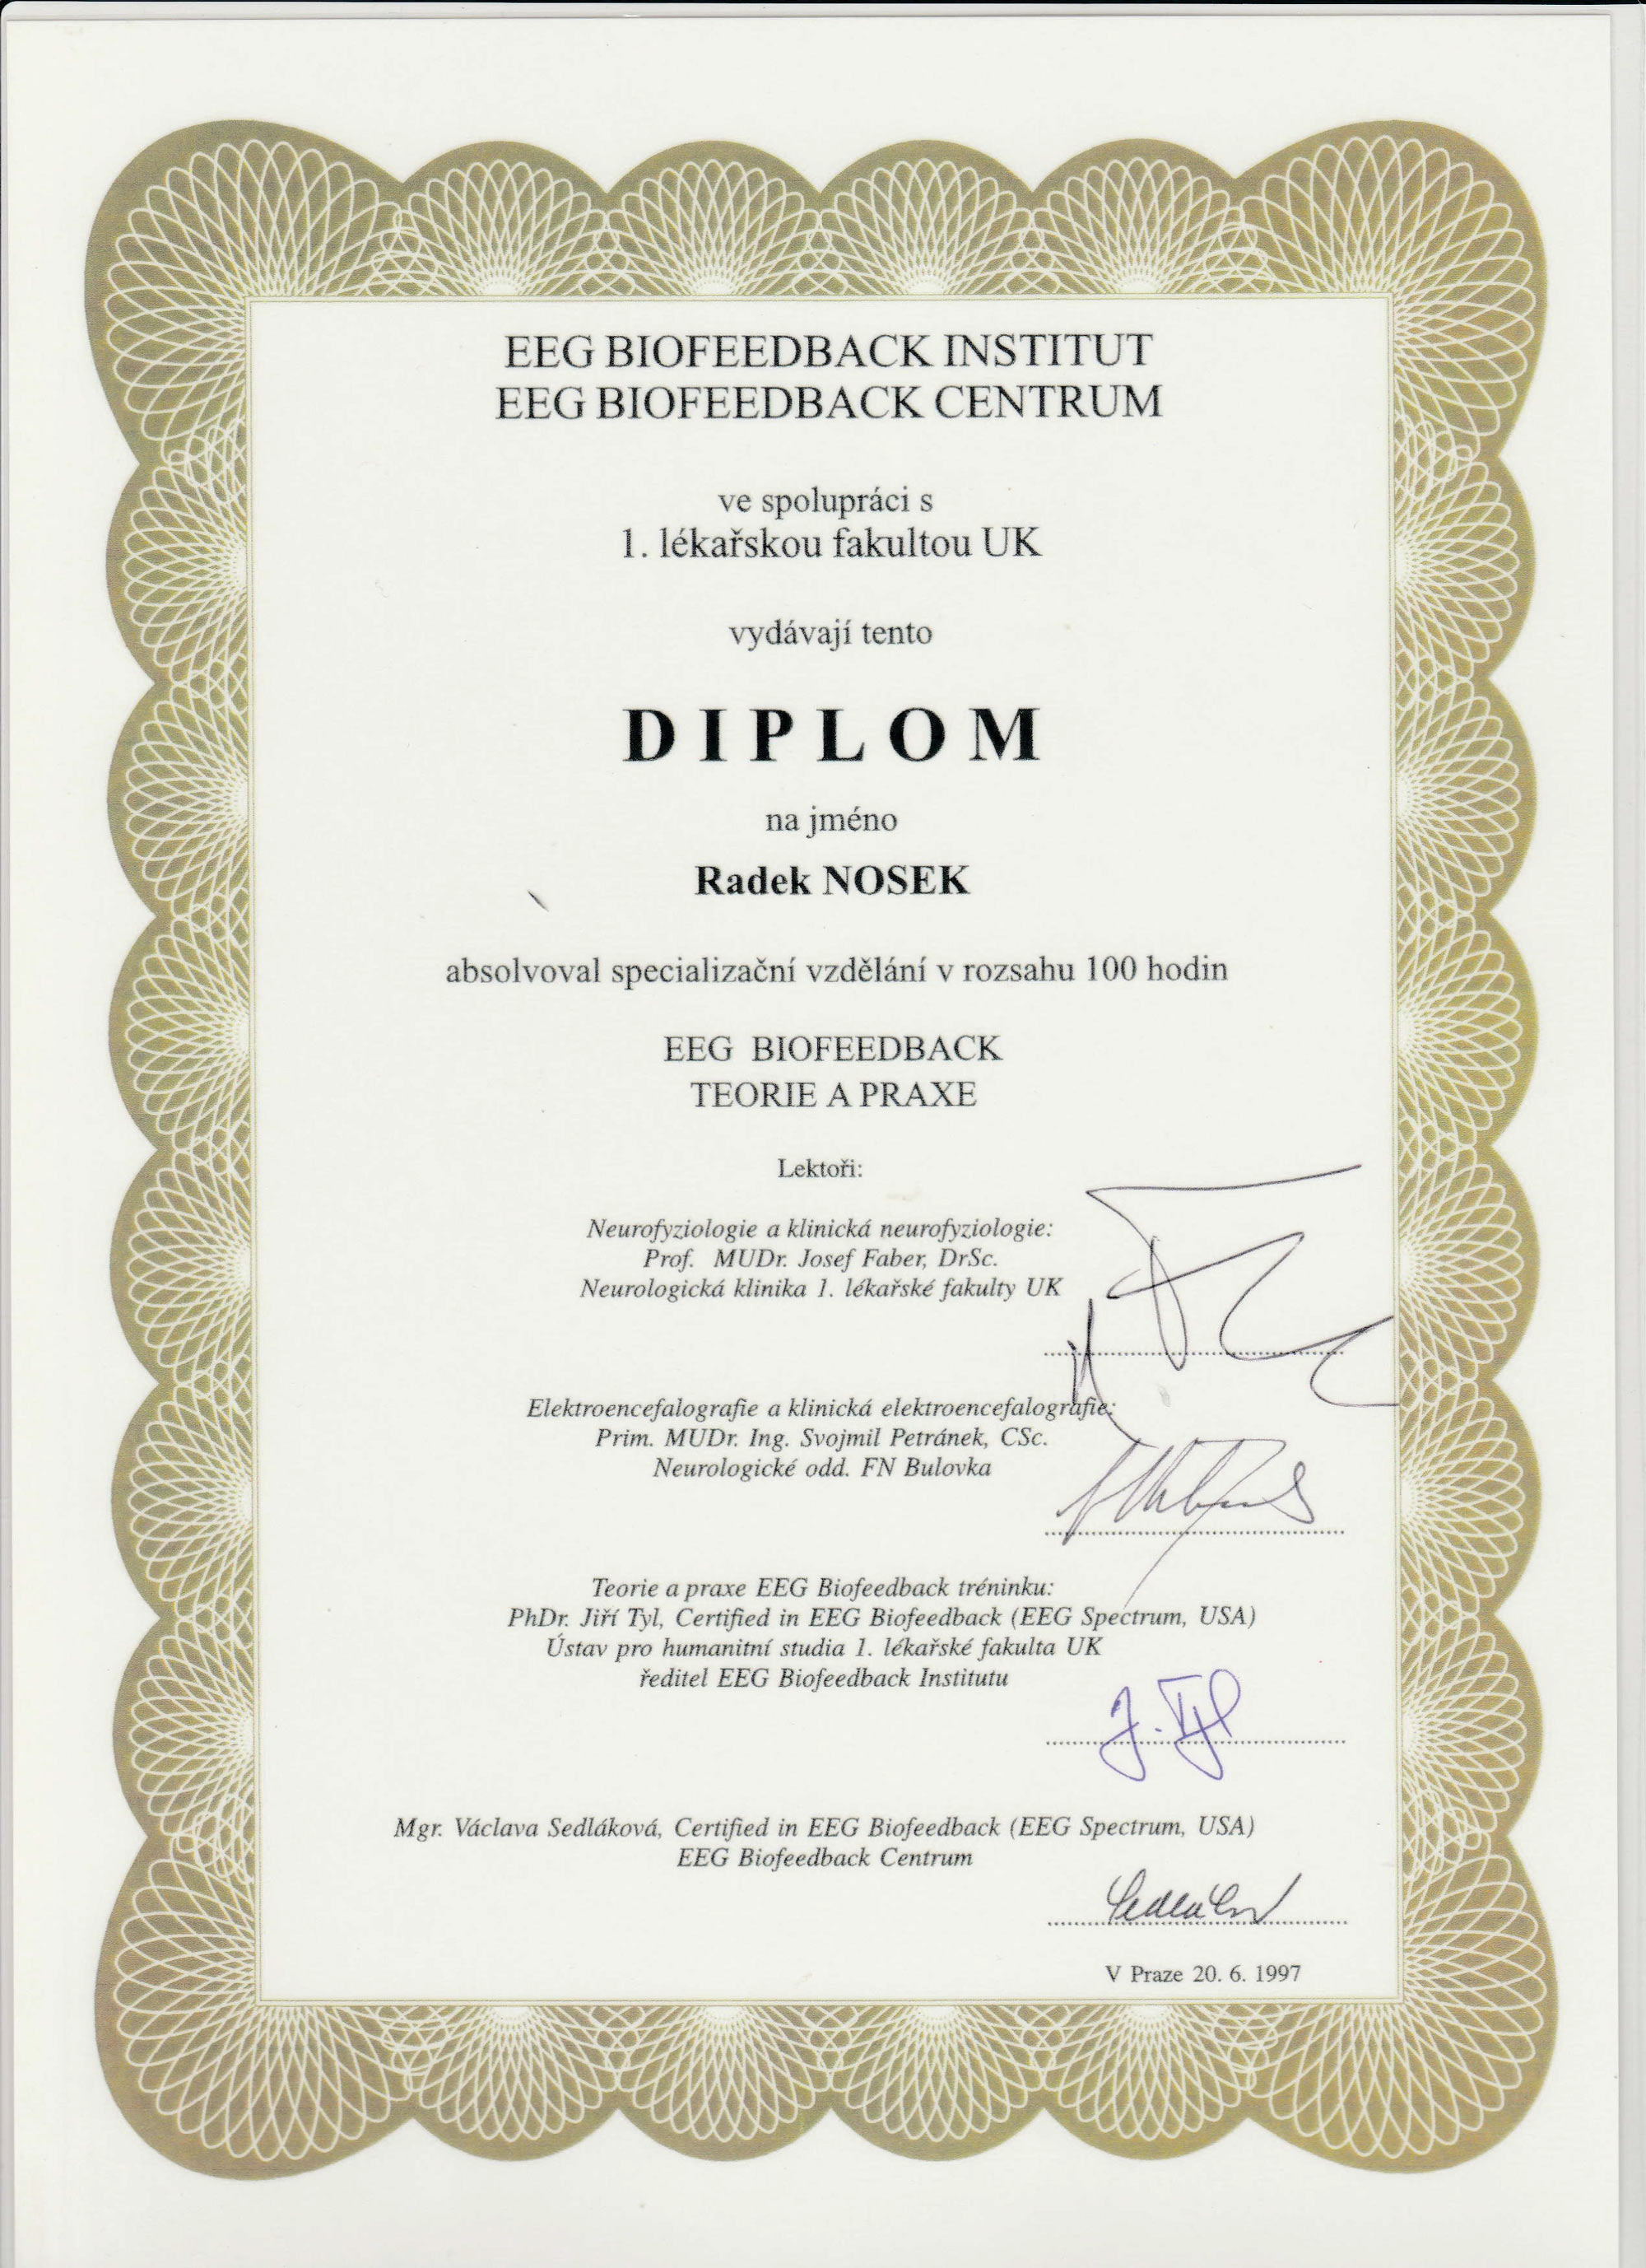 EEG BIOFEEDBACK INSTITUT
EEG BIOFEEDBACK CENTRUM
ve spolupráci s
1. lékařskou fakultou UK
vydávají tento
DIPLOM
na jméno
Radek NOSEK
absolvoval specializační vzdělání v rozsahu 100 hodin
EEG BIOFEEDBACK
TEORIE A PRAXE
Lektoři:
Neurofyziologie a klinická neurofyziologie:
Prof. MUDr. Josef Faber, DrSc.
Neurologická klinika 1. lékařské fakulty UK
Elektroencefalografie a klinická elektroencefalografie:
Prim. MUDr. Ing. Svojmil Petránek, CSc.
Neurologické odd. FN Bulovka
Teorie a praxe EEG Biofeedback tréninku:
PhDr. Jiří Tyl, Certified in EEG Biofeedback (EEG Spectrum, USA)
Ústav pro humanitní studia 1. lékařské fakulta UK
ředitel EEG Biofeedback Institutu
J. Tyl
Mgr. Václava Sedláková, Certified in EEG Biofeedback (EEG Spectrum, USA)
EEG Biofeedback Centrum
V Praze 20. 6. 1997